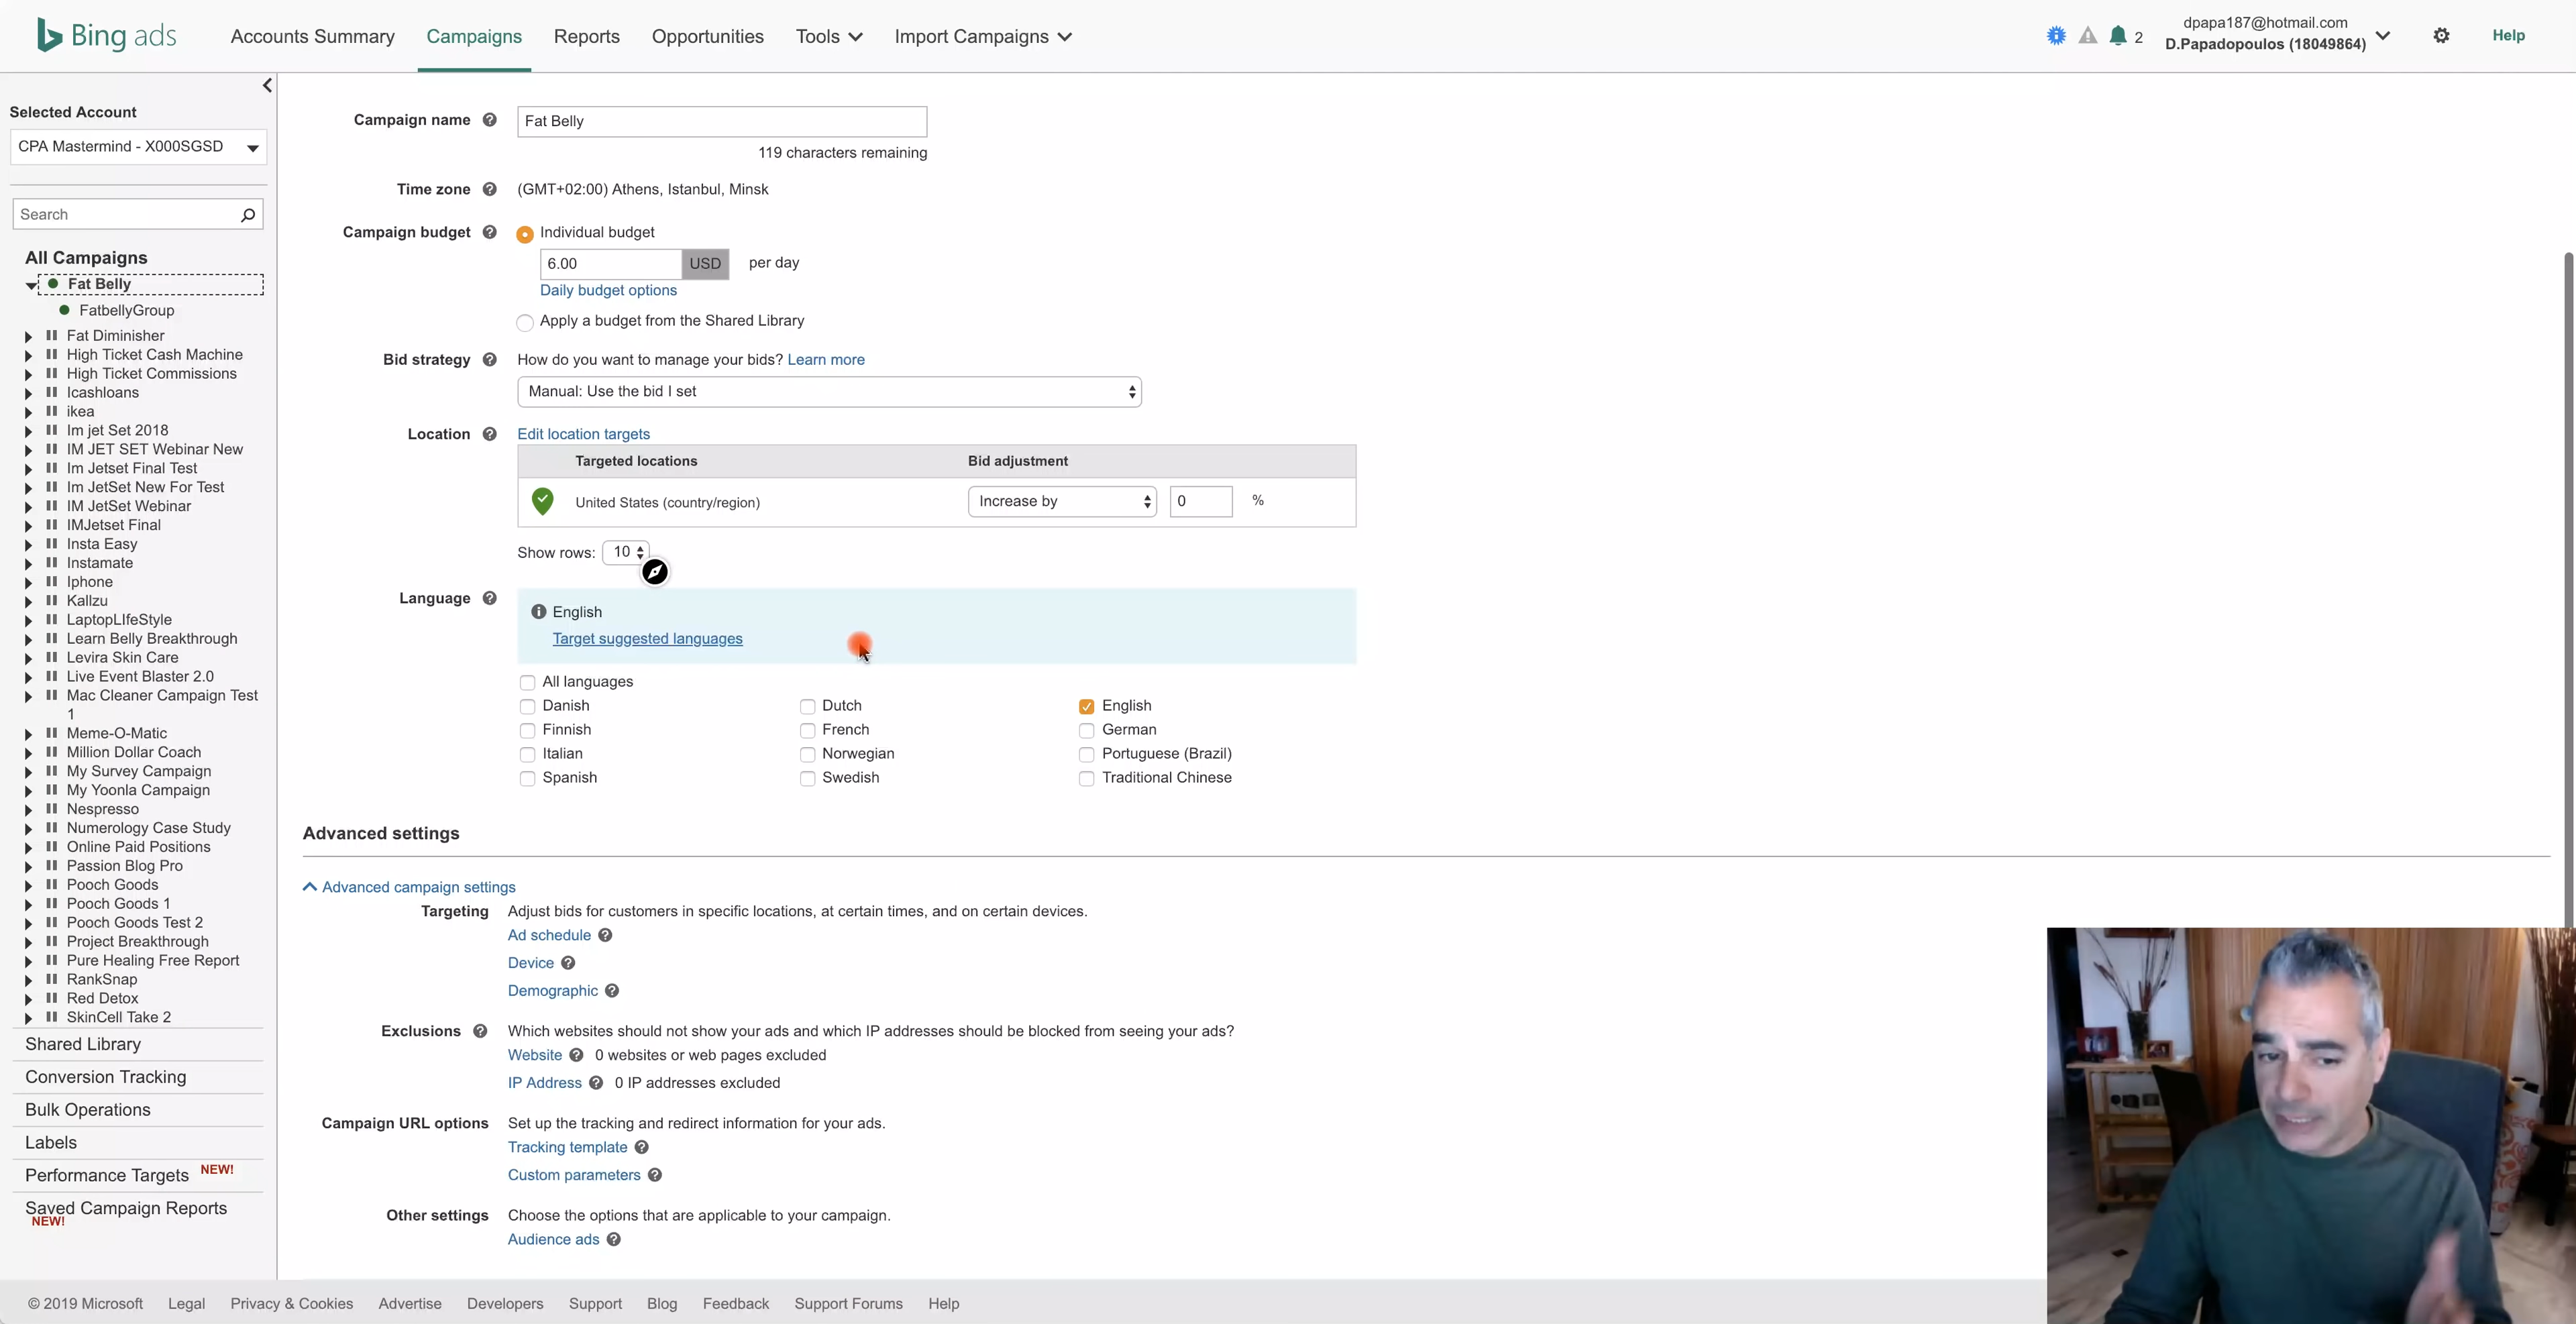 Bing ads
Accounts Summary
Campaigns
Reports
Opportunities
Tools
Import Campaigns
2
dpapa187@hotmail.com
D.Papadopoulos (18049864)
Help
Selected Account
CPA Mastermind - X000SGSD
Search
All Campaigns
Fat Belly
FatbellyGroup
Fat Diminisher
High Ticket Cash Machine
High Ticket Commissions
Icashloans
ikea
Im jet Set 2018
IM JET SET Webinar New
Im Jetset Final Test
Im JetSet New For Test
IM JetSet Webinar
IMJetset Final
Insta Easy
Instamate
Iphone
Kallzu
LaptopLIfeStyle
Learn Belly Breakthrough
Levira Skin Care
Live Event Blaster 2.0
Mac Cleaner Campaign Test
1
Meme-O-Matic
Million Dollar Coach
My Survey Campaign
My Yoonla Campaign
Nespresso
Numerology Case Study
Online Paid Positions
Passion Blog Pro
Pooch Goods
Pooch Goods 1
Pooch Goods Test 2
Project Breakthrough
Pure Healing Free Report
RankSnap
Red Detox
SkinCell Take 2
Shared Library
Conversion Tracking
Bulk Operations
Labels
Performance Targets NEW!
Saved Campaign Reports
NEW!
Campaign name Fat Belly
119 characters remaining
Time zone (GMT+02:00) Athens, Istanbul, Minsk
Campaign budget Individual budget
6.00 USD per day
Daily budget options
Apply a budget from the Shared Library
Bid strategy How do you want to manage your bids? Learn more
Manual: Use the bid I set
Location Edit location targets
Targeted locations Bid adjustment
United States (country/region) Increase by 0 %
Show rows: 10
Language English
Target suggested languages
All languages
Danish Dutch English
Finnish French German
Italian Norwegian Portuguese (Brazil)
Spanish Swedish Traditional Chinese
Advanced settings
Advanced campaign settings
Targeting Adjust bids for customers in specific locations, at certain times, and on certain devices.
Ad schedule
Device
Demographic
Exclusions Which websites should not show your ads and which IP addresses should be blocked from seeing your ads?
Website 0 websites or web pages excluded
IP Address 0 IP addresses excluded
Campaign URL options Set up the tracking and redirect information for your ads.
Tracking template
Custom parameters
Other settings Choose the options that are applicable to your campaign.
Audience ads
© 2019 Microsoft Legal Privacy & Cookies Advertise Developers Support Blog Feedback Support Forums Help